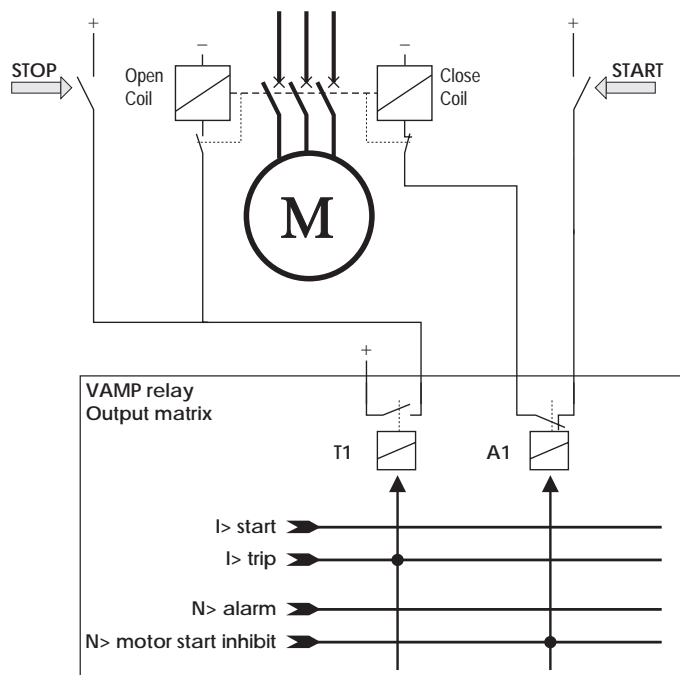 +
−
−
+
STOP
Open
Coil
Close
Coil
START
M
+
VAMP relay
Output matrix
T1
A1
I> start
I> trip
N> alarm
N> motor start inhibit